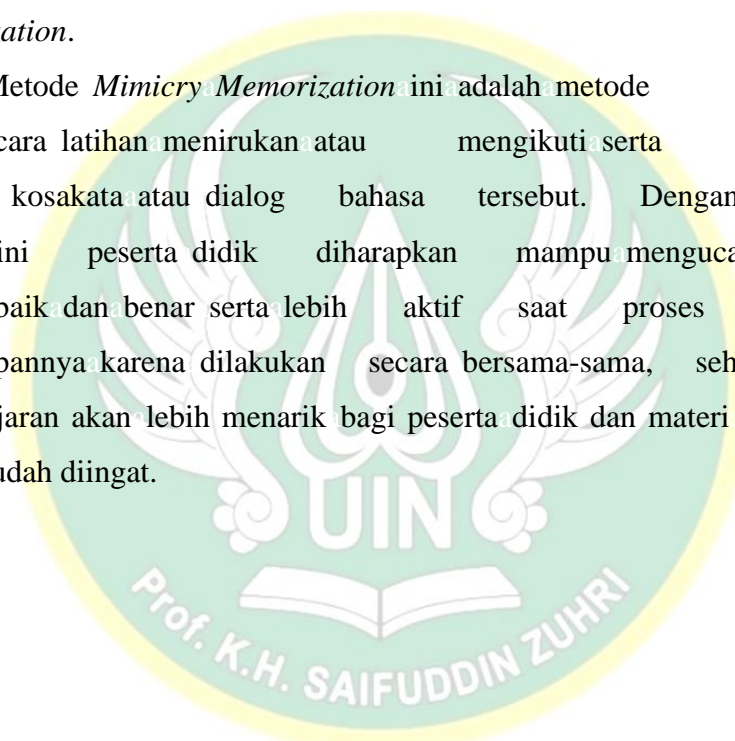 ation.
Metode Mimicry Memorization ini adalah metode
cara latihan menirukan atau mengikuti serta
kosakata atau dialog bahasa tersebut. Dengan
ini peserta didik diharapkan mampu menguca
baik dan benar serta lebih aktif saat proses
pannya karena dilakukan secara bersama-sama, seh
jaran akan lebih menarik bagi peserta didik dan materi
udah diingat.
UIN
Prof. K.H. SAIFUDDIN ZUHRI